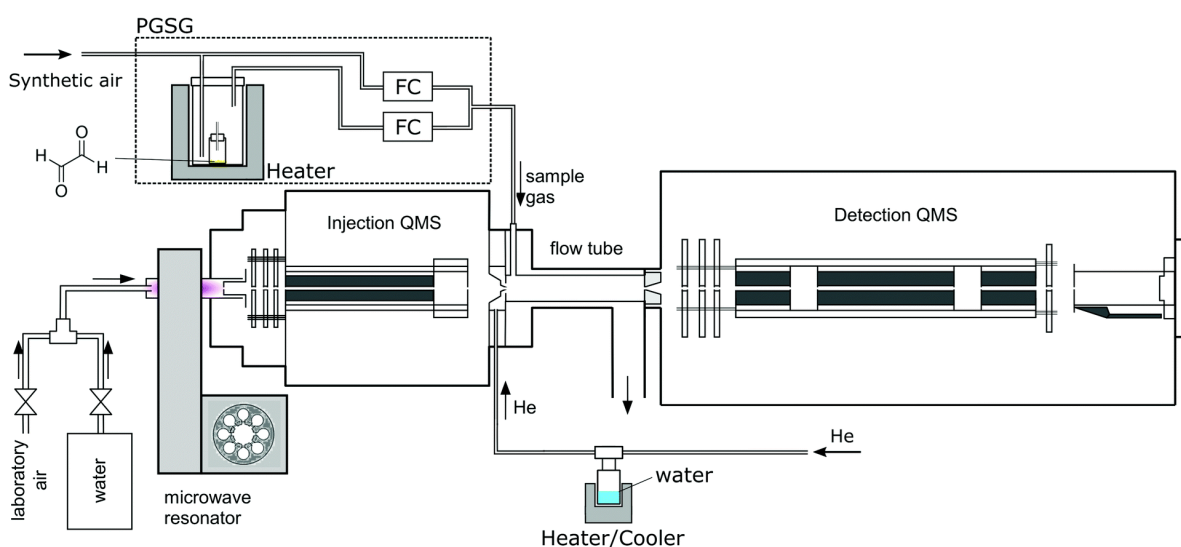 PGSG
Synthetic air
FC
FC
O
H
H
O
Heater
sample
gas
Injection QMS
Detection QMS
flow tube
He
He
laboratory
air
water
water
microwave
resonator
Heater/Cooler